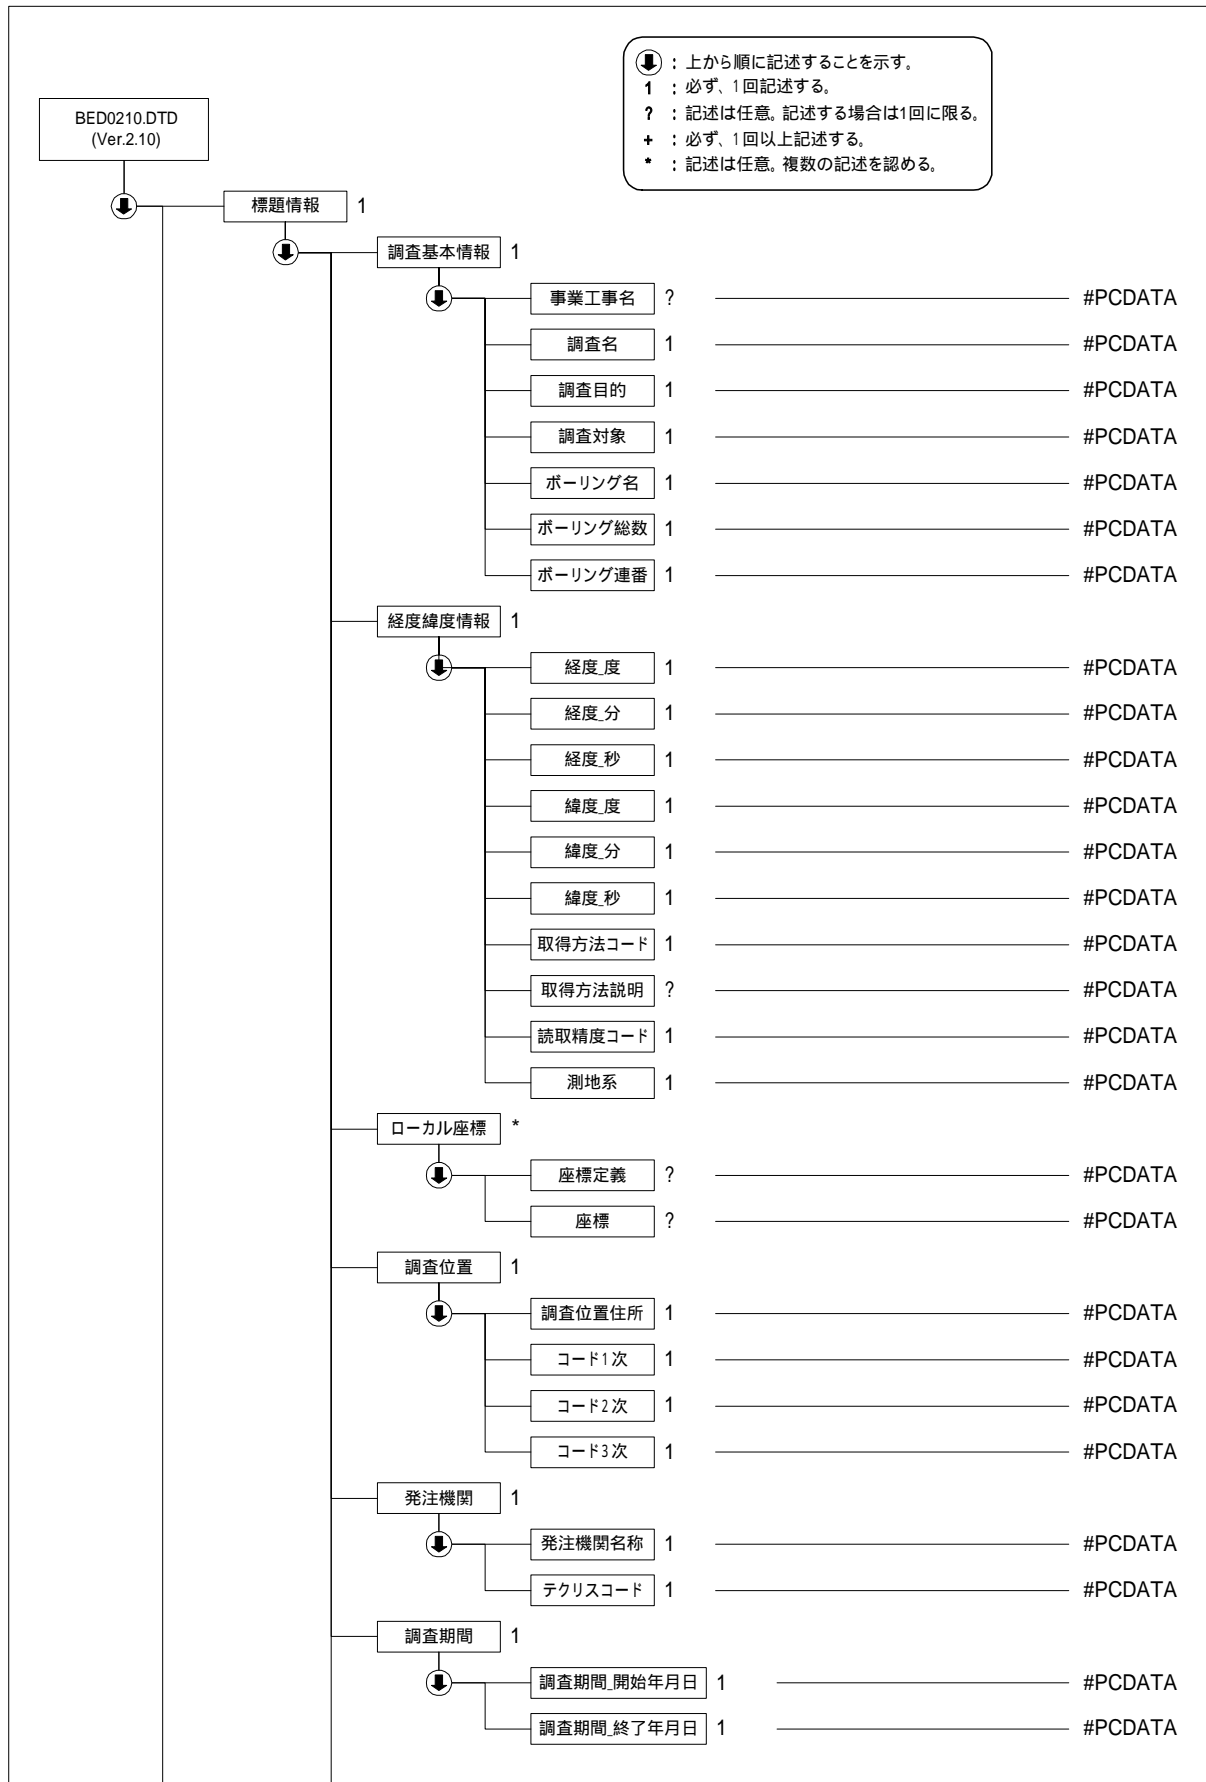 : 上から順に記述することを示す。
1 : 必ず、1回記述する。
? : 記述は任意。記述する場合は1回に限る。
+ : 必ず、1回以上記述する。
* : 記述は任意。複数の記述を認める。
BED0210.DTD
(Ver.2.10)
標題情報 1
調査基本情報 1
事業工事名 ? #PCDATA
調査名 1 #PCDATA
調査目的 1 #PCDATA
調査対象 1 #PCDATA
ボーリング名 1 #PCDATA
ボーリング総数 1 #PCDATA
ボーリング連番 1 #PCDATA
経度緯度情報 1
経度_度 1 #PCDATA
経度_分 1 #PCDATA
経度_秒 1 #PCDATA
緯度_度 1 #PCDATA
緯度_分 1 #PCDATA
緯度_秒 1 #PCDATA
取得方法コード 1 #PCDATA
取得方法説明 ? #PCDATA
読取精度コード 1 #PCDATA
測地系 1 #PCDATA
ローカル座標 *
座標定義 ? #PCDATA
座標 ? #PCDATA
調査位置 1
調査位置住所 1 #PCDATA
コード1次 1 #PCDATA
コード2次 1 #PCDATA
コード3次 1 #PCDATA
発注機関 1
発注機関名称 1 #PCDATA
テクリスコード 1 #PCDATA
調査期間 1
調査期間_開始年月日 1 #PCDATA
調査期間_終了年月日 1 #PCDATA